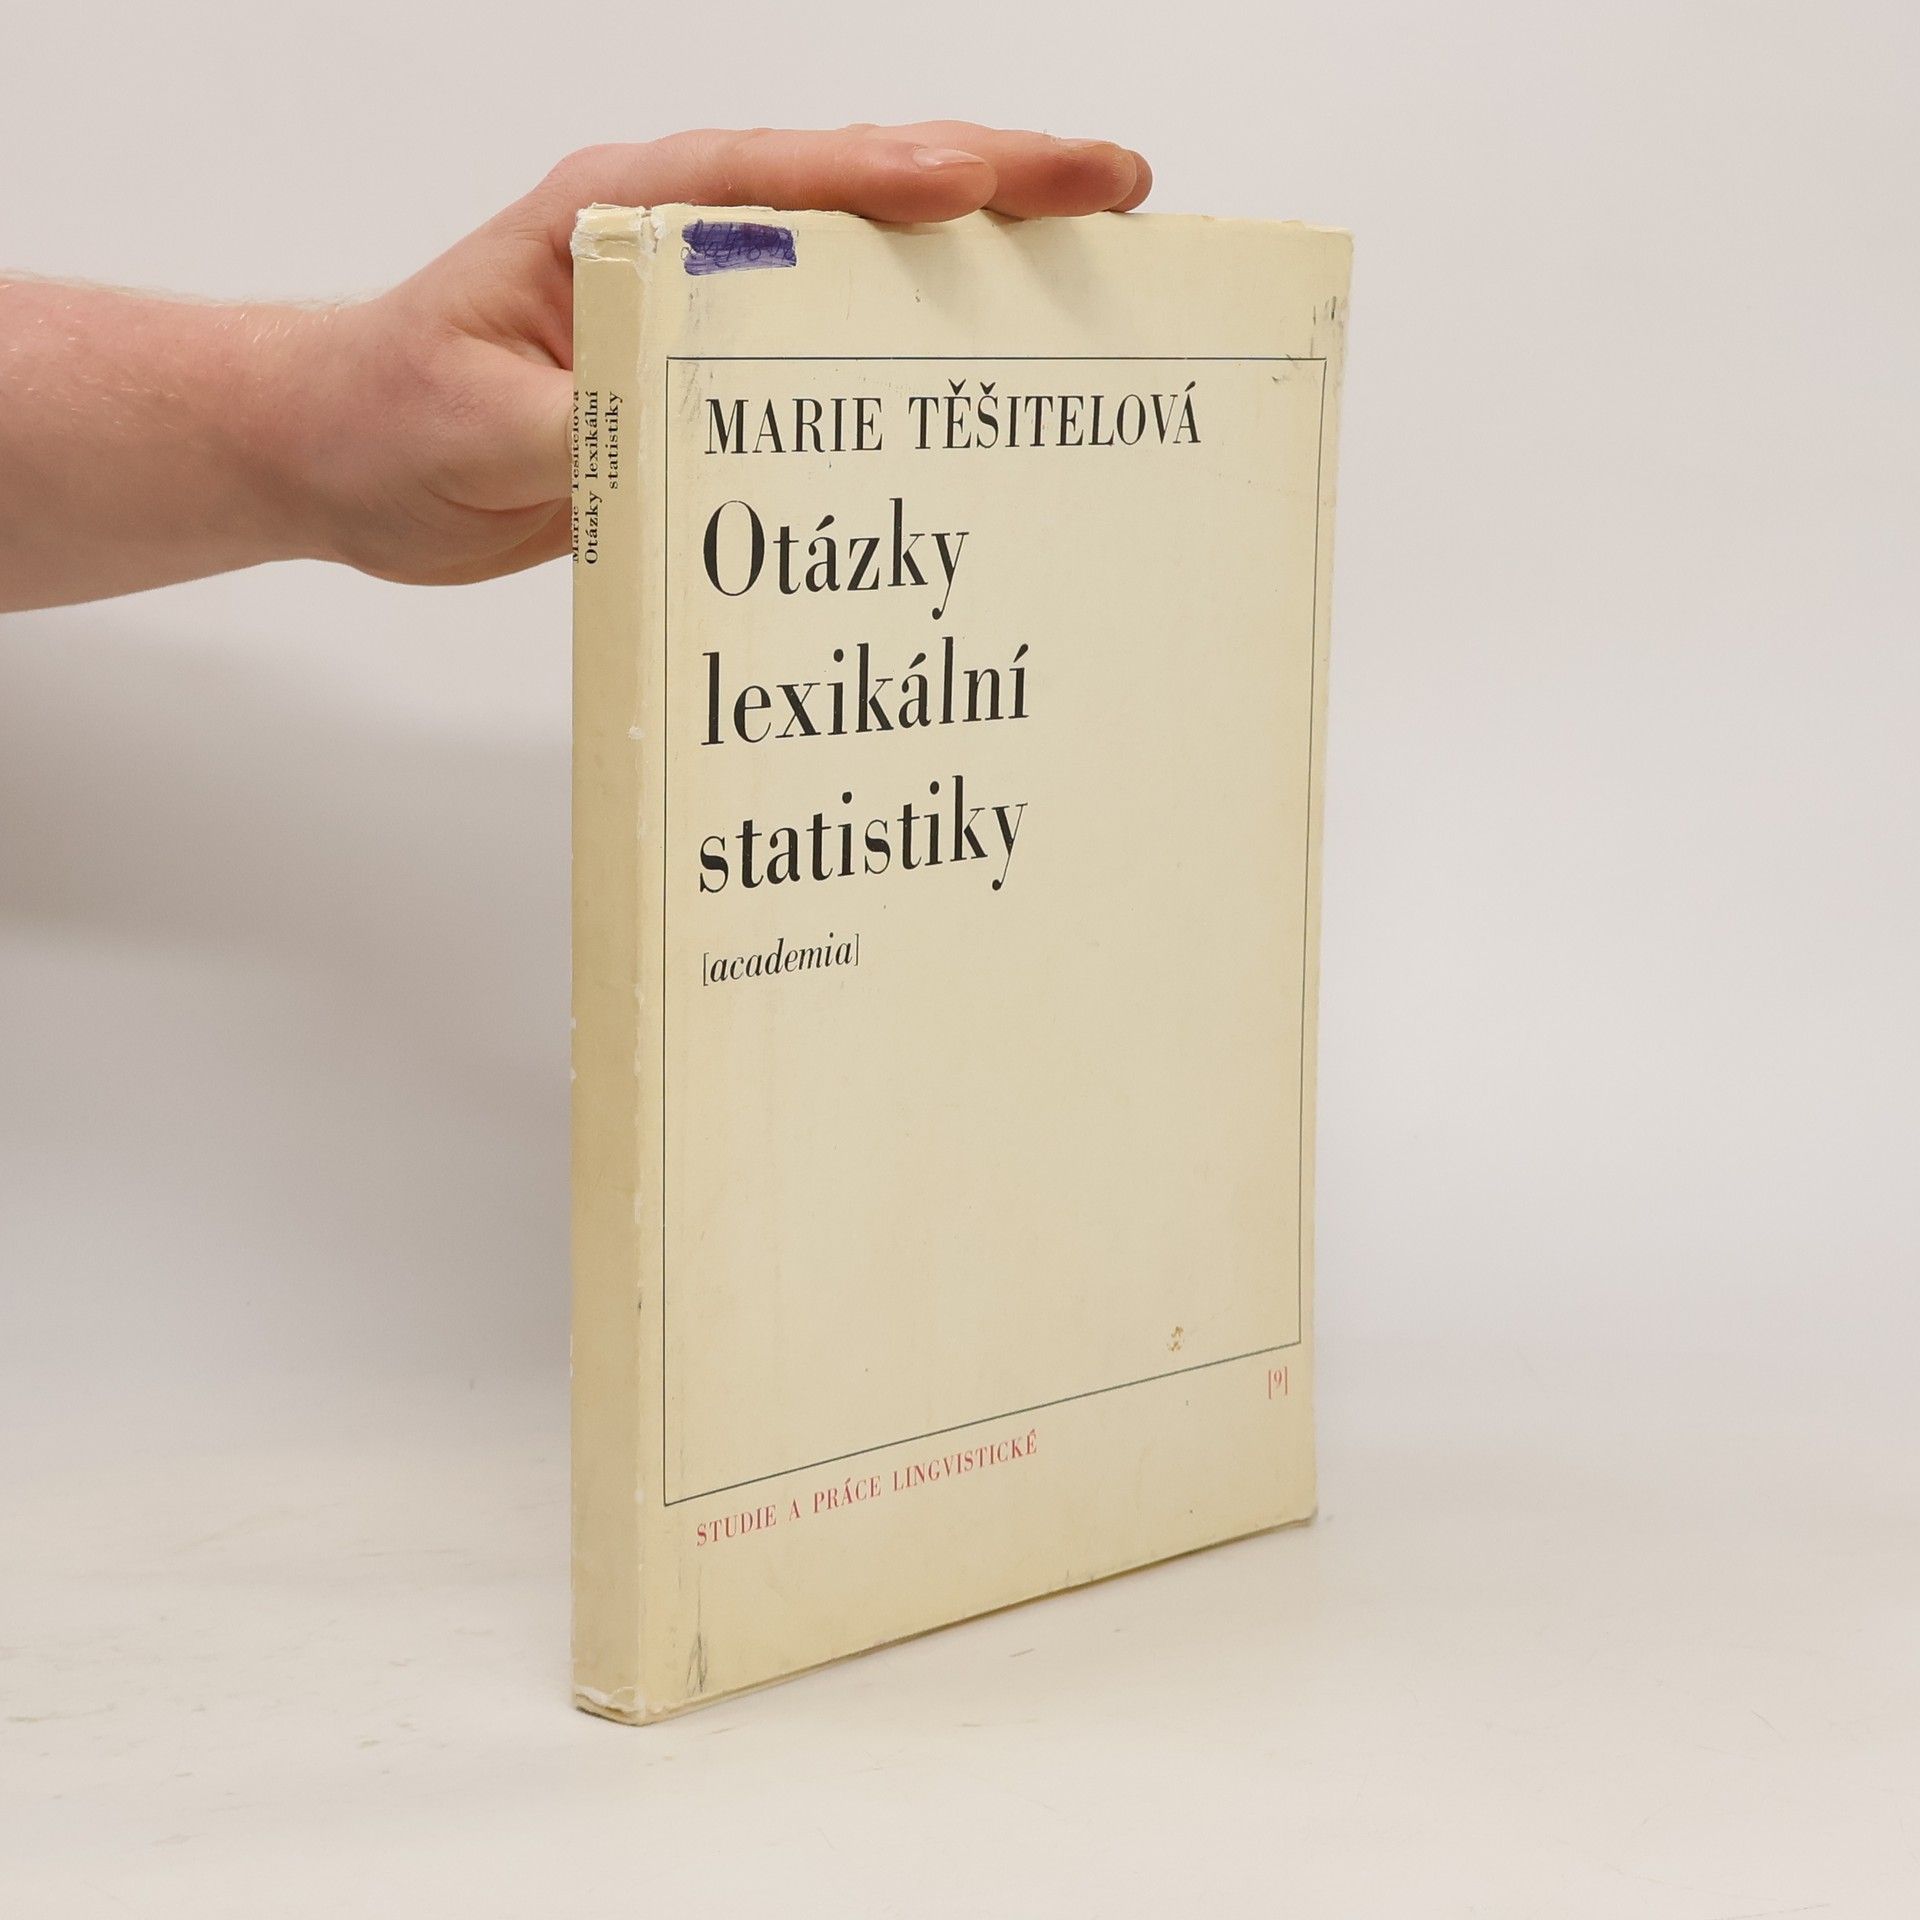 Marie Těšitelová
Otázky lexikální
statistiky
MARIE TĚŠITELOVÁ
Otázky
lexikální
statistiky
[academia]
[9]
STUDIE A PRÁCE LINGVISTICKÉ